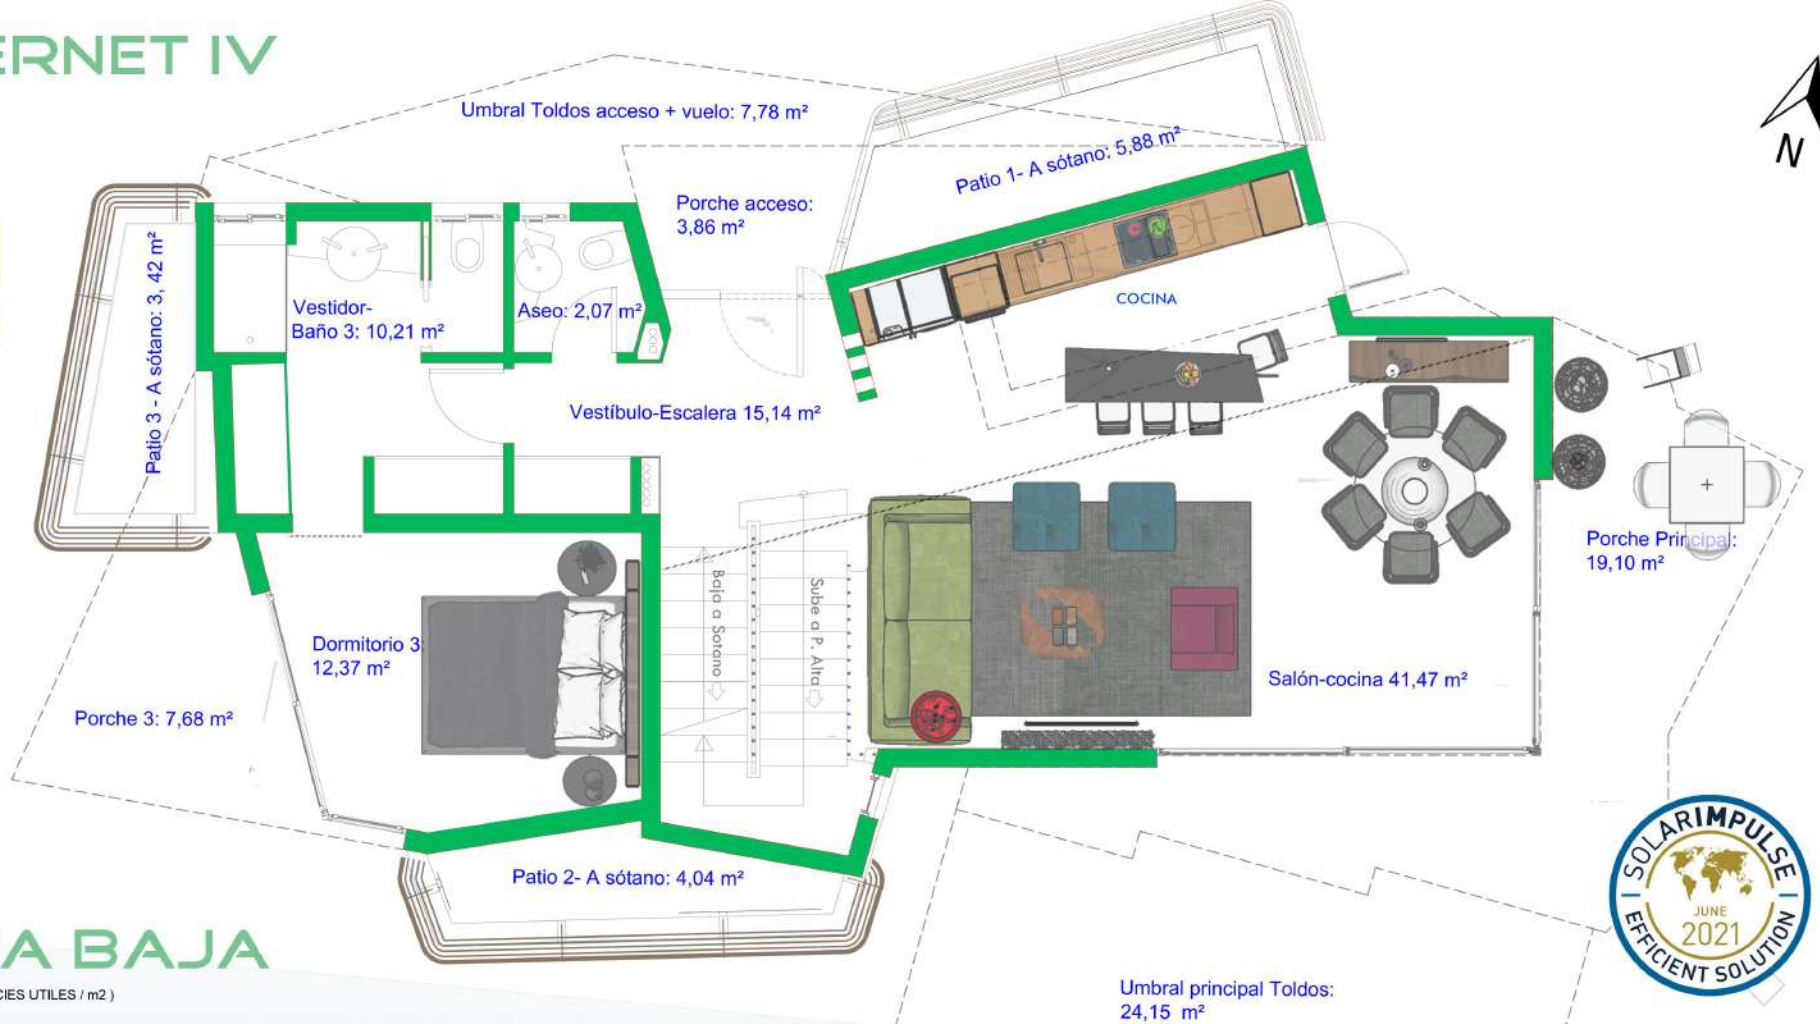 ERNET IV
Umbral Toldos acceso + vuelo: 7,78 m²
Patio 1- A sótano: 5,88 m²
N
Porche acceso:
3,86 m²
Patio 3 - A sótano: 3, 42 m²
Vestidor-
Baño 3: 10,21 m²
Aseo: 2,07 m²
COCINA
Vestíbulo-Escalera 15,14 m²
Porche Principal:
19,10 m²
Baja a Sotano
Sube a P. Alta
Dormitorio 3:
12,37 m²
Salón-cocina 41,47 m²
Porche 3: 7,68 m²
Patio 2- A sótano: 4,04 m²
SOLARIMPULSE
JUNE
2021
EFFICIENT SOLUTION
A BAJA
CIES UTILES / m2 )
Umbral principal Toldos:
24,15 m²